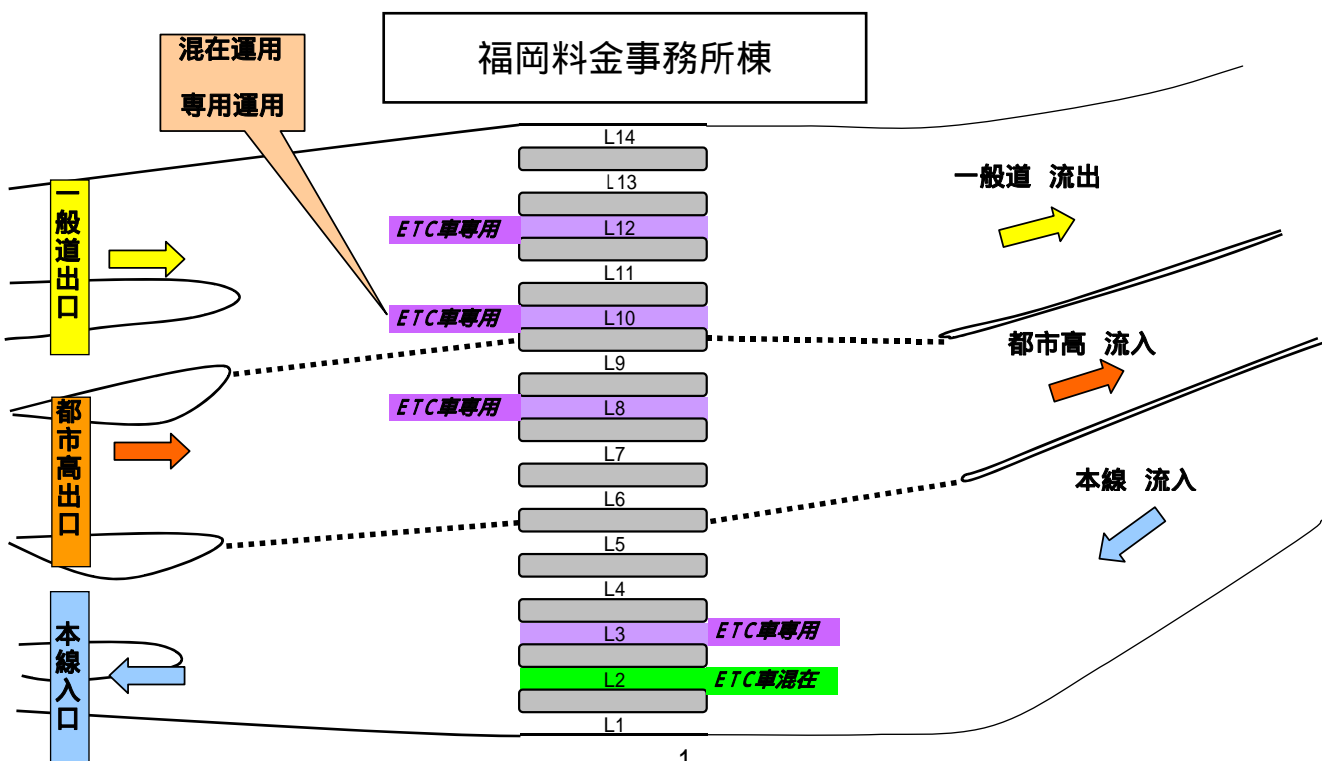 福岡料金事務所棟
混在運用
専用運用
L14
L13
ETC車専用
L12
L11
ETC車専用
L10
L9
ETC車専用
L8
L7
L6
L5
L4
L3
ETC車専用
L2
ETC車混在
L1
一般道出口
都市高出口
本線入口
一般道 流出
都市高 流入
本線 流入
1